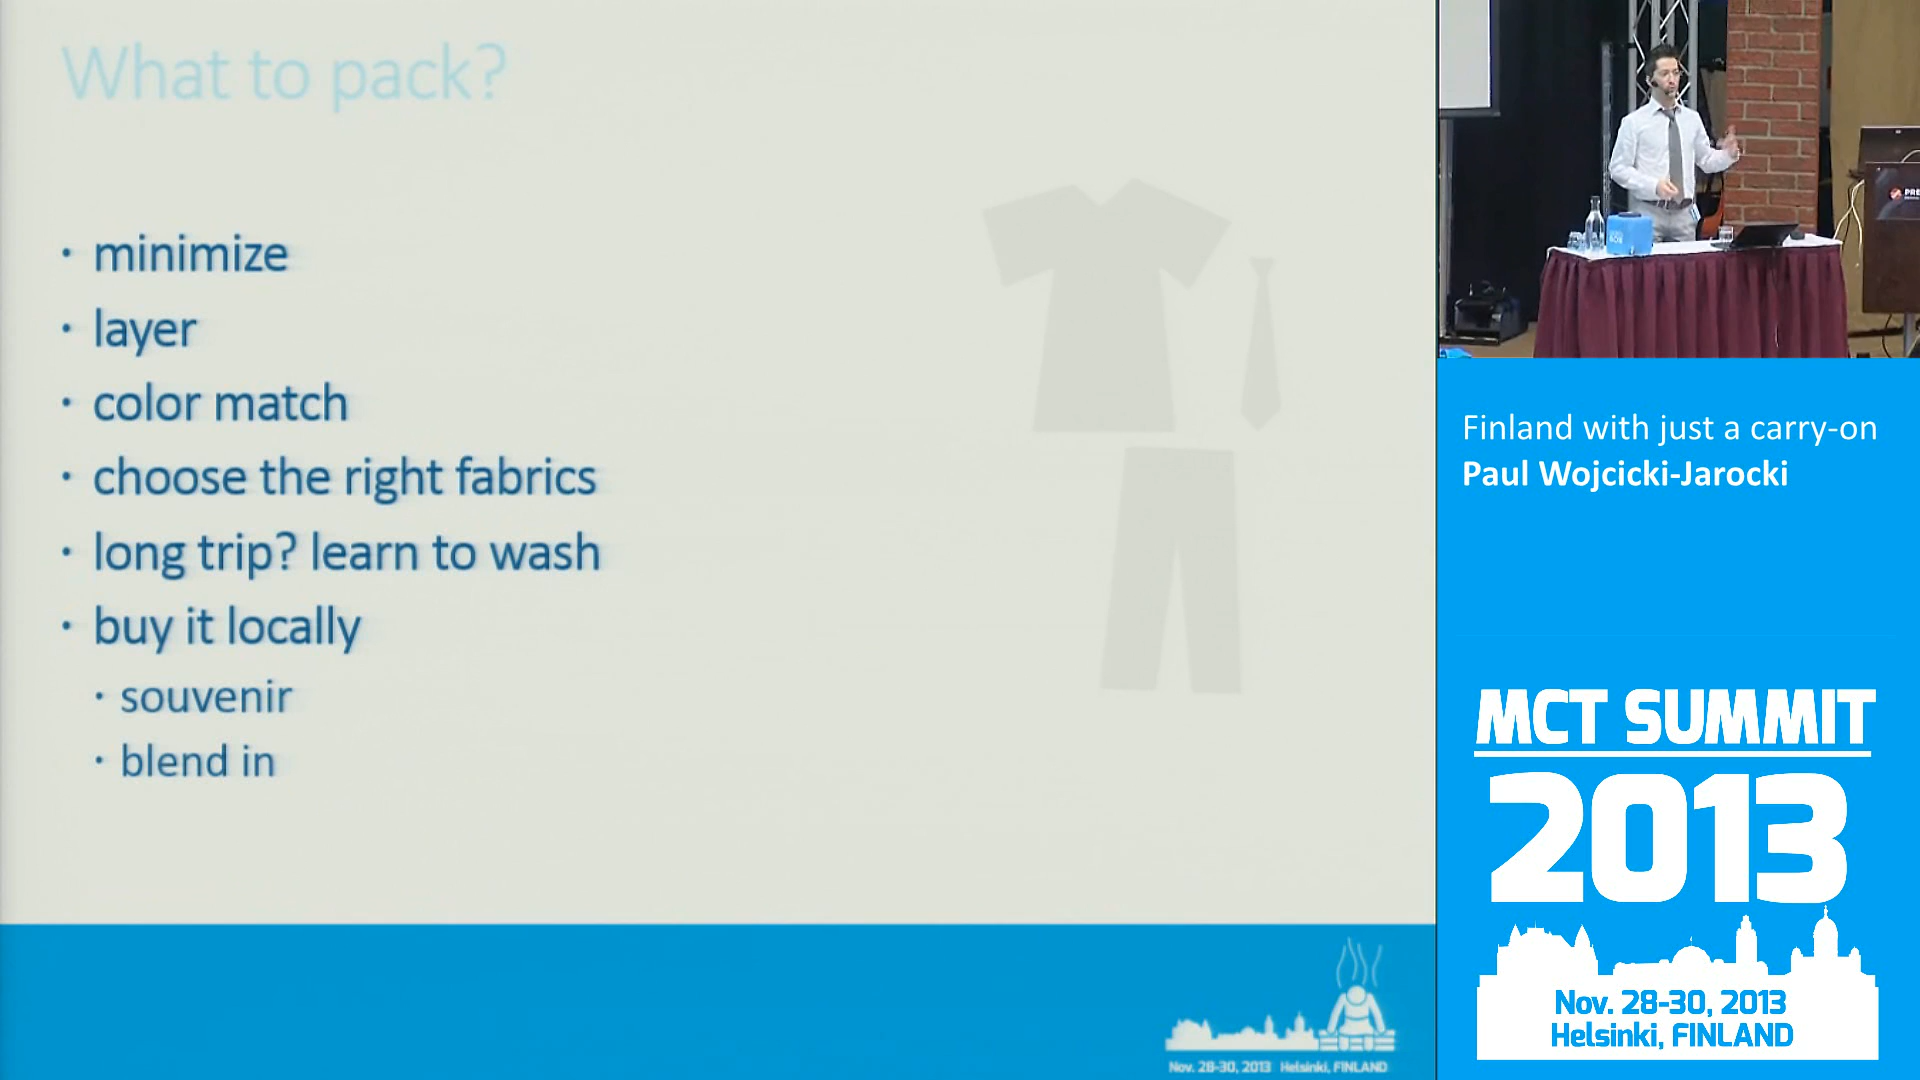 What to pack?
· minimize
· layer
· color match
· choose the right fabrics
· long trip? learn to wash
· buy it locally
· souvenir
· blend in
Nov. 28-30, 2013 Helsinki, FINLAND
Finland with just a carry-on
Paul Wojcicki-Jarocki
MCT SUMMIT
2013
Nov. 28-30, 2013
Helsinki, FINLAND